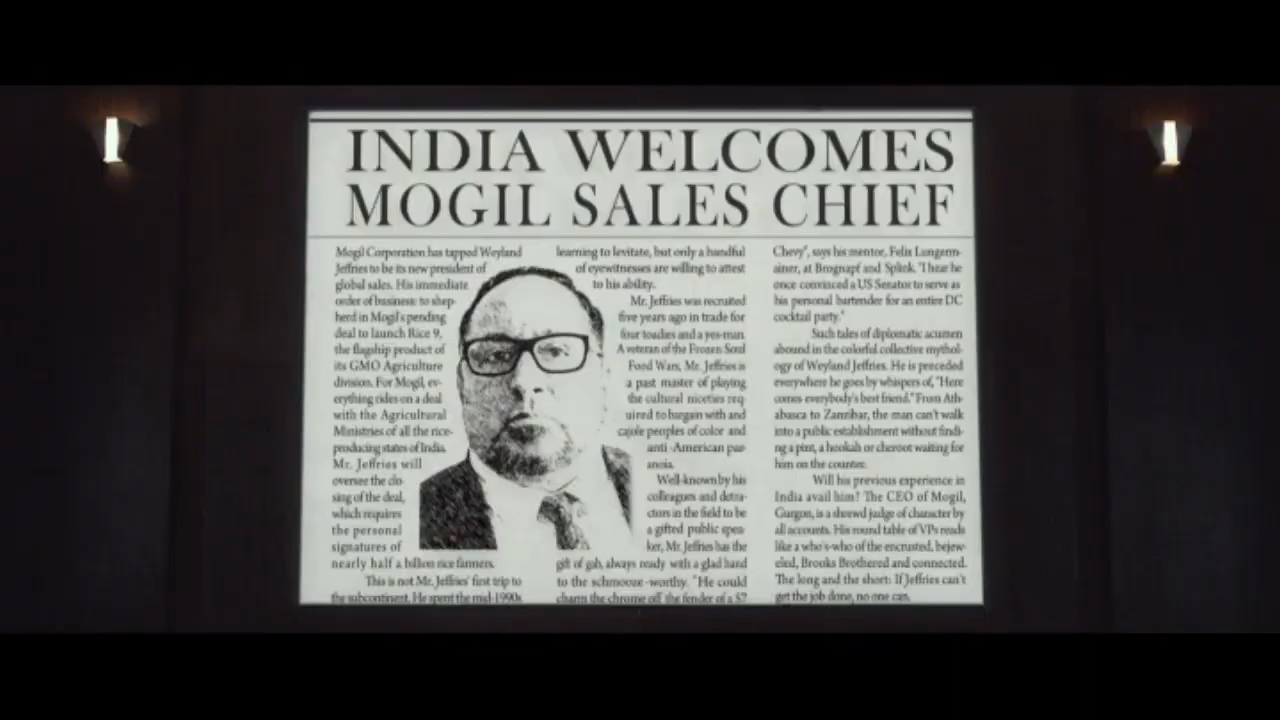 INDIA WELCOMES
MOGIL SALES CHIEF
Mogil Corporation has tapped Weyland
Jeffries to be its new president of
global sales. His immediate
order of business: to shep-
herd in Mogil's pending
deal to launch Rice 9,
the flagship product of
its GMO Agriculture
division. For Mogil, ev-
erything rides on a deal
with the Agricultural
Ministries of all the rice-
producing states of India.
Mr. Jeffries will
oversee the clo-
sing of the deal,
which requires
the personal
signatures of
nearly half a billion rice farmers.
This is not Mr. Jeffries' first trip to
the subcontinent. He spent the mid-1990s
learning to levitate, but only a handful
of eyewitnesses are willing to attest
to his ability.
Mr. Jeffries was recruited
five years ago in trade for
four toadies and a yes-man.
A veteran of the Frozen Soul
Food Wars, Mr. Jeffries is
a past master of playing
the cultural niceties req-
uired to bargain with and
cajole peoples of color and
anti-American par-
anoia.
Well-known by his
colleagues and detra-
ctors in the field to be
a gifted public spea-
ker, Mr. Jeffries has the
gift of gab, always ready with a glad hand
to the schmooze-worthy. "He could
charm the chrome off the fender of a 57
Chevy", says his mentor, Felix Langerm-
ainer, at Brognapf and Splink. "I hear he
once convinced a US Senator to serve as
his personal bartender for an entire DC
cocktail party."
Such tales of diplomatic acumen
abound in the colorful collective mythol-
ogy of Weyland Jeffries. He is preceded
everywhere he goes by whispers of, "Here
comes everybody's best friend." From Ath-
abasca to Zanzibar, the man can't walk
into a public establishment without findi-
ng a pint, a hookah or cheroot waiting for
him on the counter.
Will his previous experience in
India avail him? The CEO of Mogil,
Gurgon, is a shrewd judge of character by
all accounts. His round table of VPs reads
like a who's-who of the encrusted, bejew-
eled, Brooks Brothered and connected.
The long and the short: If Jeffries can't
get the job done, no one can.